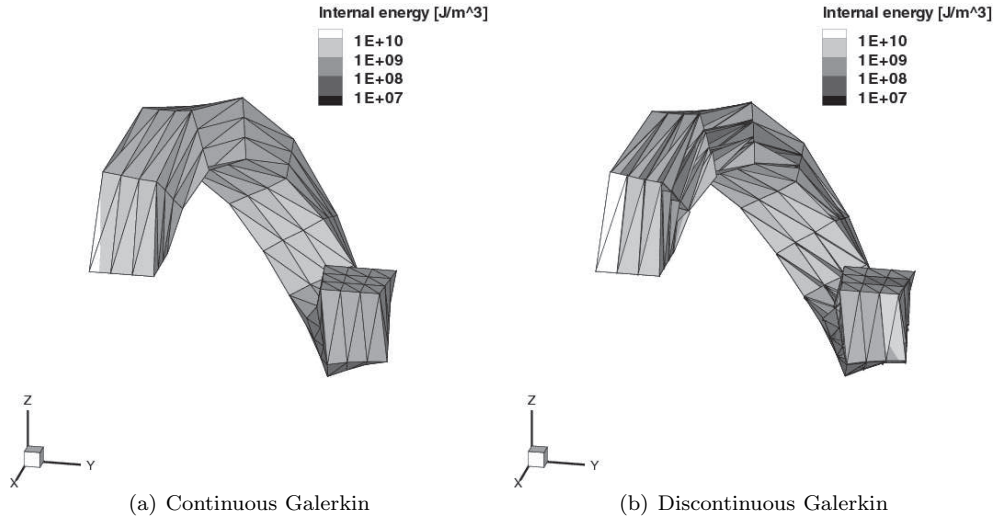 Internal energy [J/m^3]
1E+10
1E+09
1E+08
1E+07
Z
Y
X
(a) Continuous Galerkin
Internal energy [J/m^3]
1E+10
1E+09
1E+08
1E+07
Z
Y
X
(b) Discontinuous Galerkin